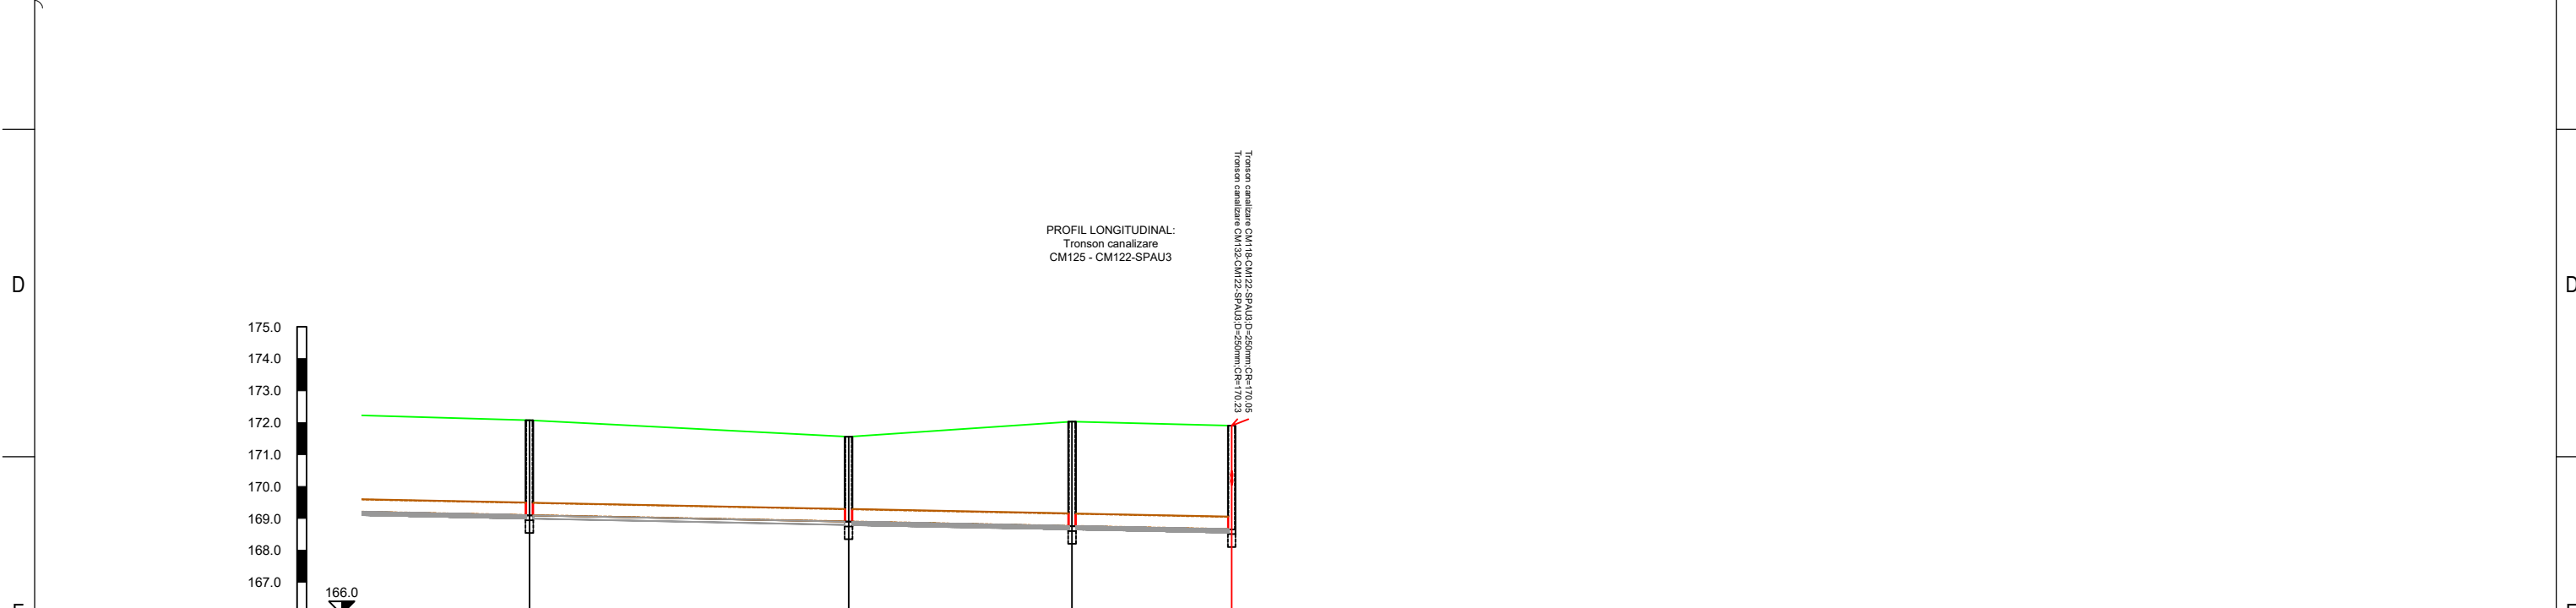 Tronson canalizare CM118-CM122-SPAU3;D=250mm;CR=170.05
Tronson canalizare CM132-CM122-SPAU3;D=250mm;CR=170.23
PROFIL LONGITUDINAL:
Tronson canalizare
CM125 - CM122-SPAU3
D
D
175.0
174.0
173.0
172.0
171.0
170.0
169.0
168.0
167.0
166.0